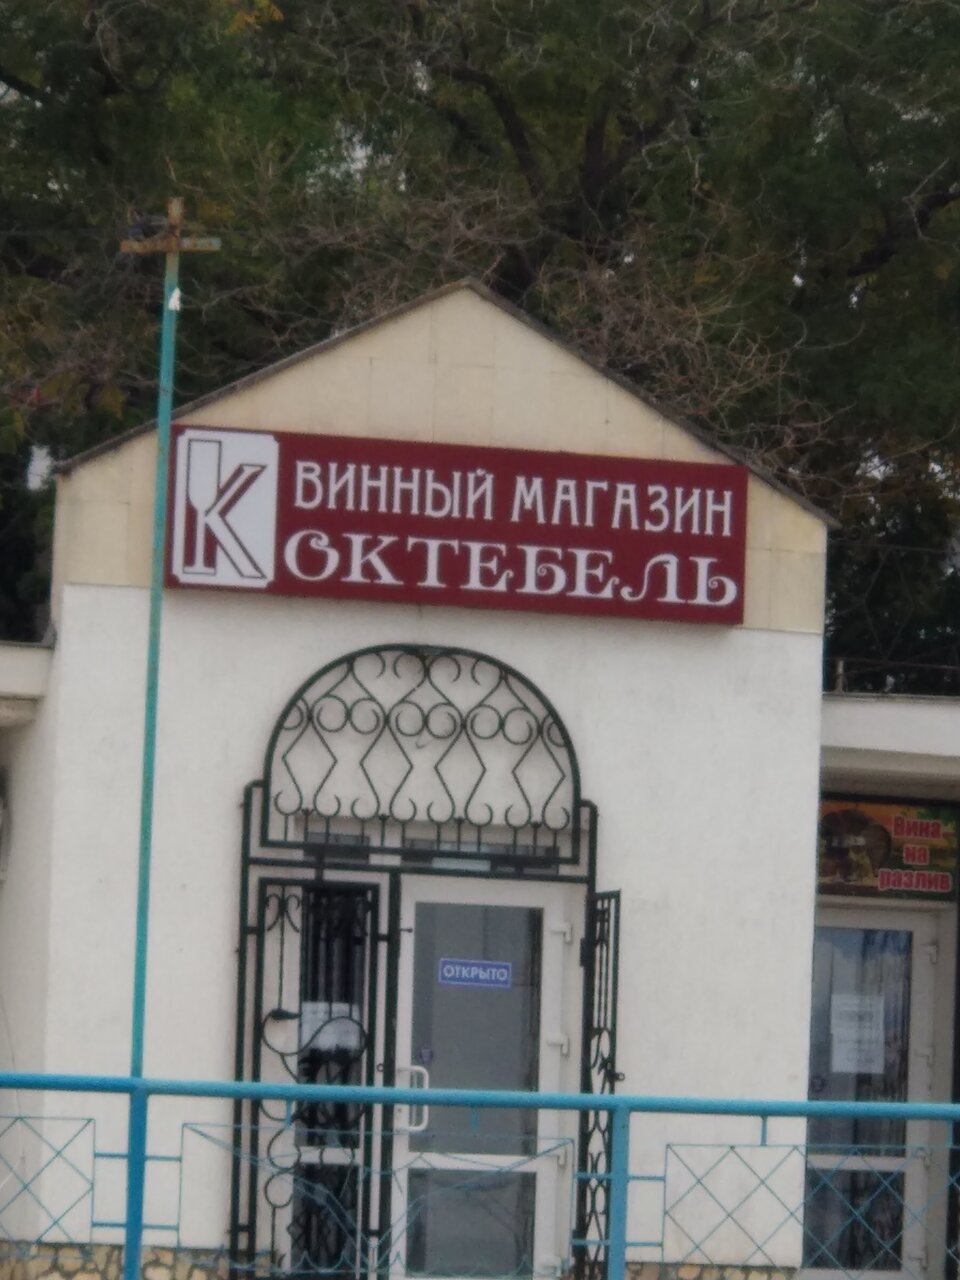 К ВИННЫЙ МАГАЗИН
КОКТЕБЕЛЬ
ОТКРЫТО
Вина
на
разлив